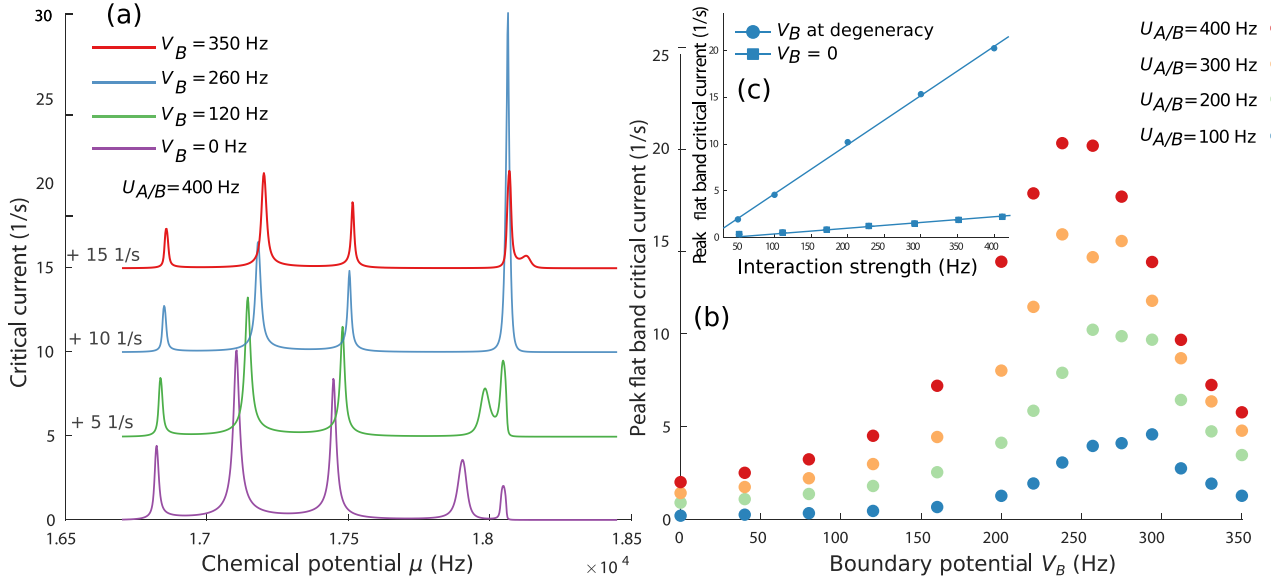 (a)
V_B = 350 Hz
V_B = 260 Hz
V_B = 120 Hz
V_B = 0 Hz
U_A/B = 400 Hz
+ 15 1/s
+ 10 1/s
+ 5 1/s
30
25
20
15
10
5
0
Critical current (1/s)
1.65
1.7
1.75
1.8
1.85
×10⁴
Chemical potential μ (Hz)
V_B at degeneracy
V_B = 0
(c)
20
15
10
5
0
Peak flat band critical current (1/s)
50
100
150
200
250
300
350
400
Interaction strength (Hz)
U_A/B=400 Hz
U_A/B=300 Hz
U_A/B=200 Hz
U_A/B=100 Hz
(b)
25
20
15
10
5
0
Peak flat band critical current (1/s)
0
50
100
150
200
250
300
350
Boundary potential V_B (Hz)